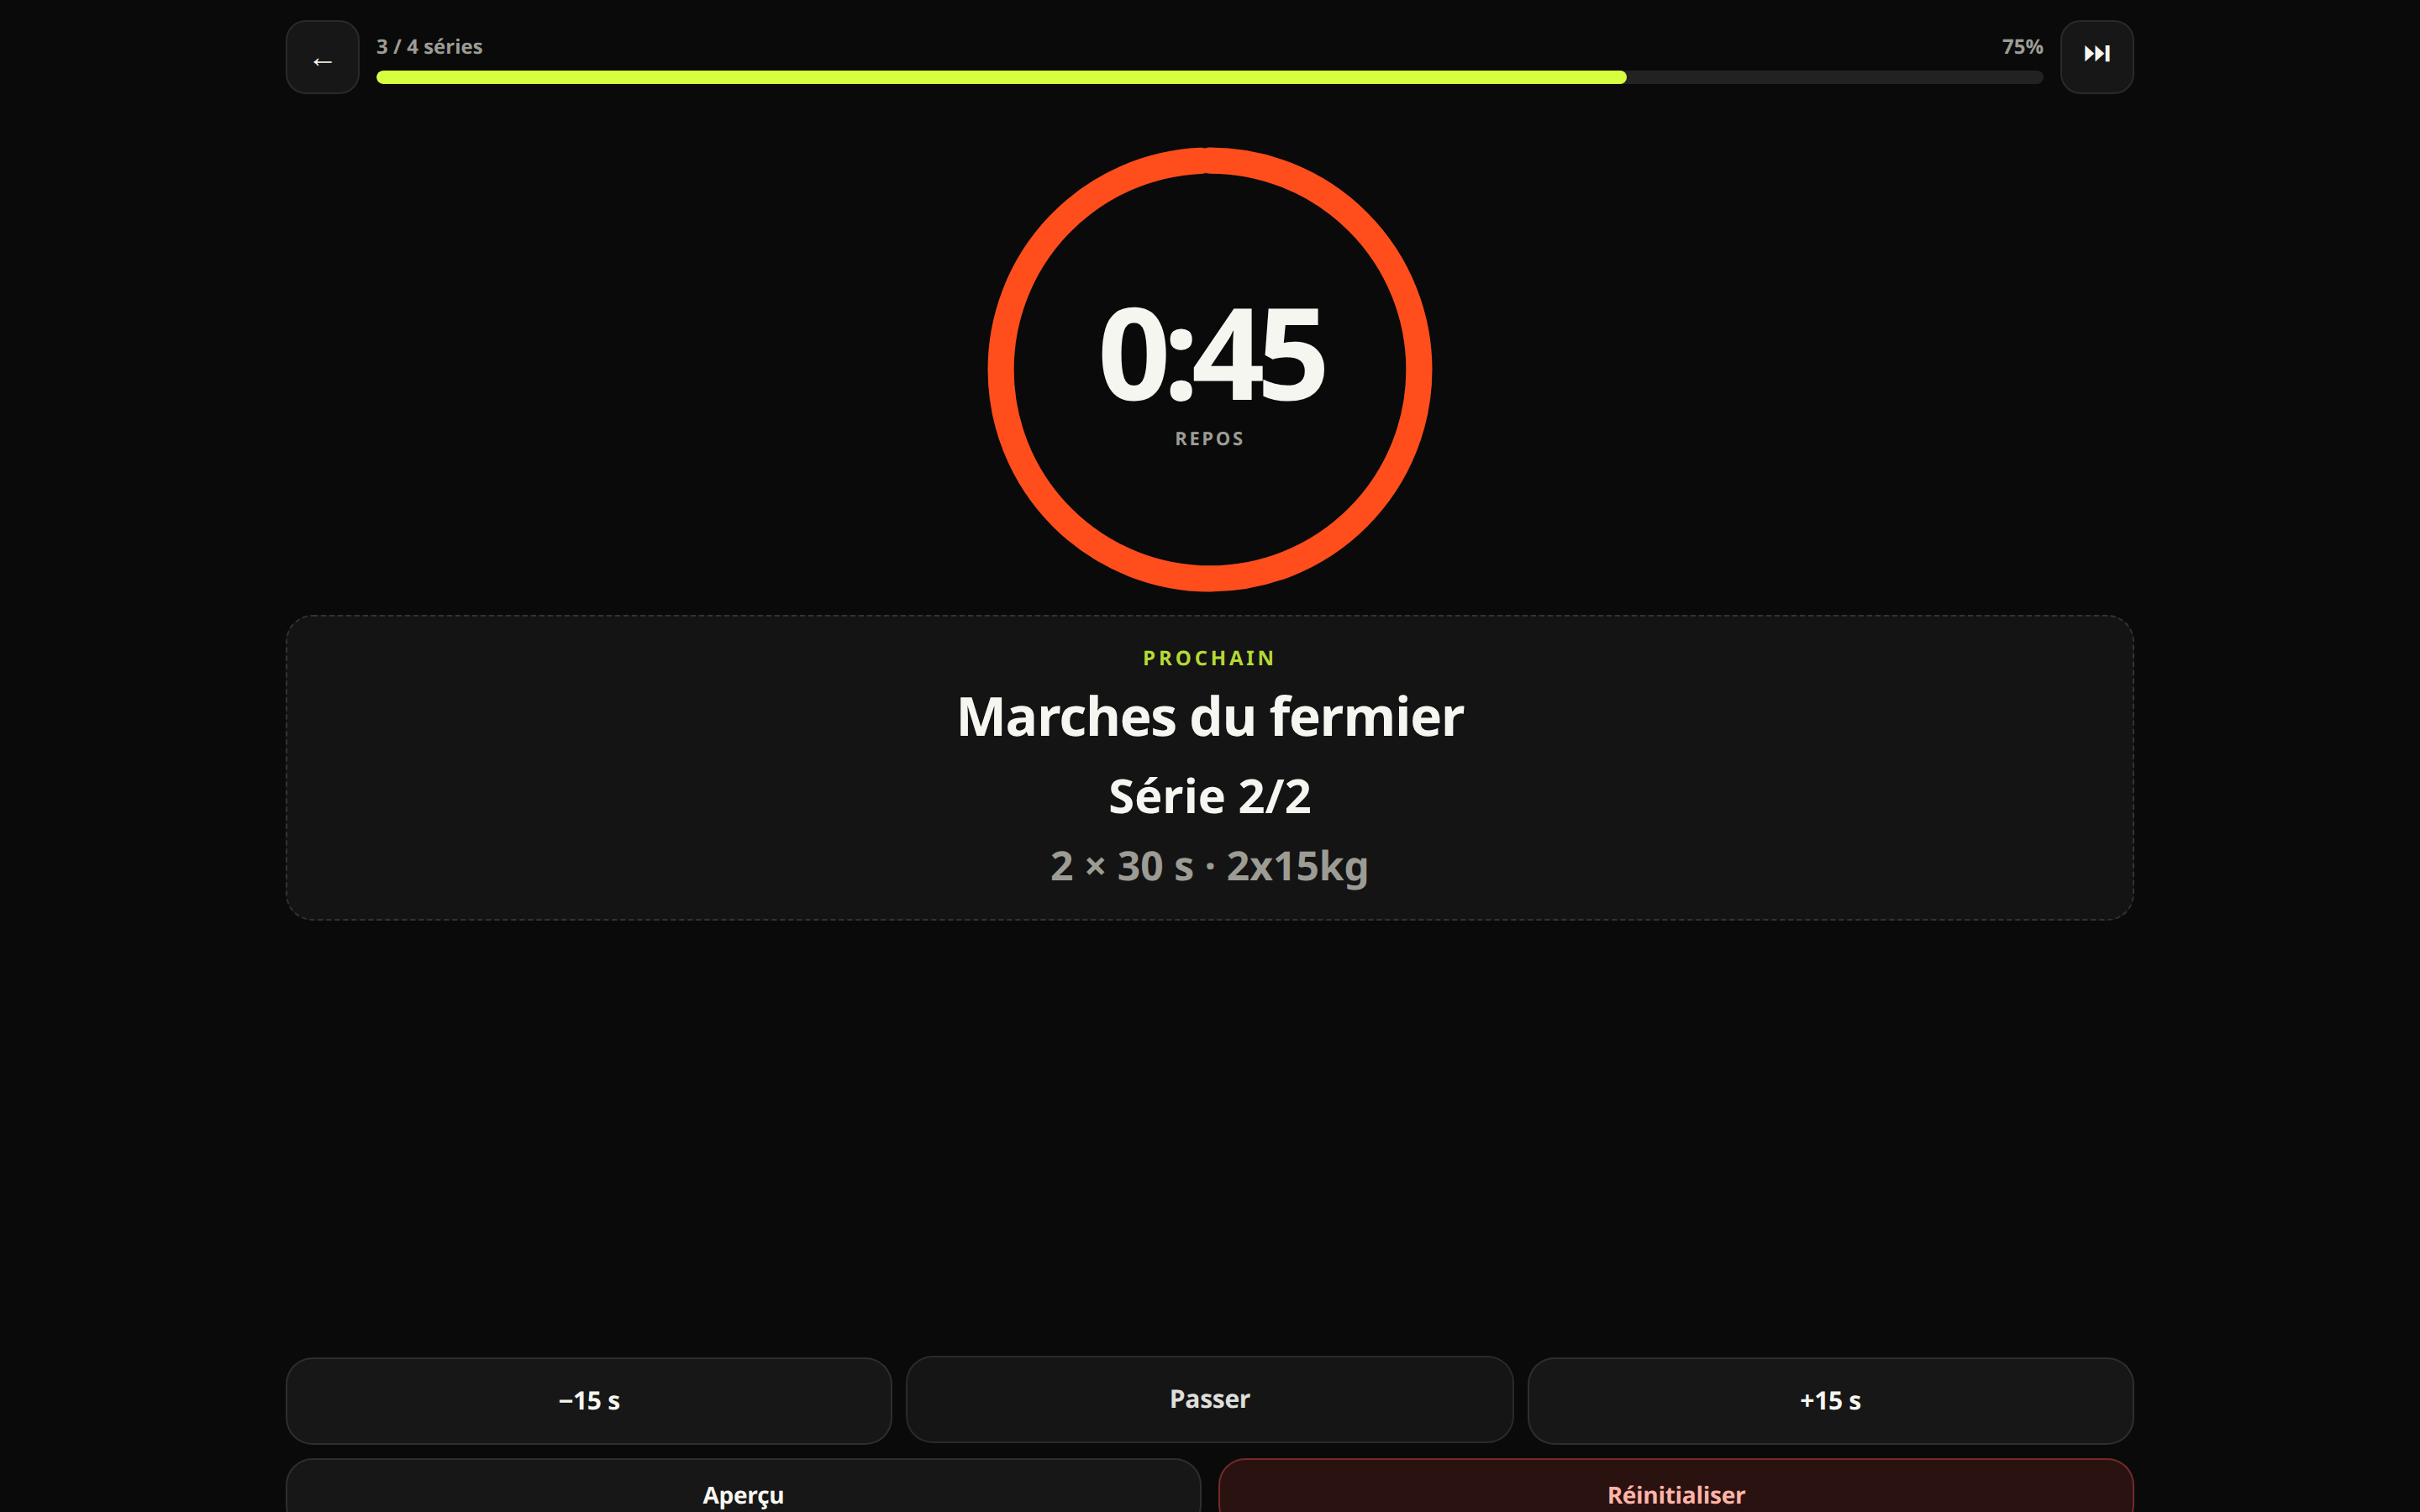 ←
3 / 4 séries
75%
⏭
0:45
REPOS
PROCHAIN
Marches du fermier
Série 2/2
2 × 30 s · 2x15kg
−15 s
Passer
+15 s
Aperçu
Réinitialiser